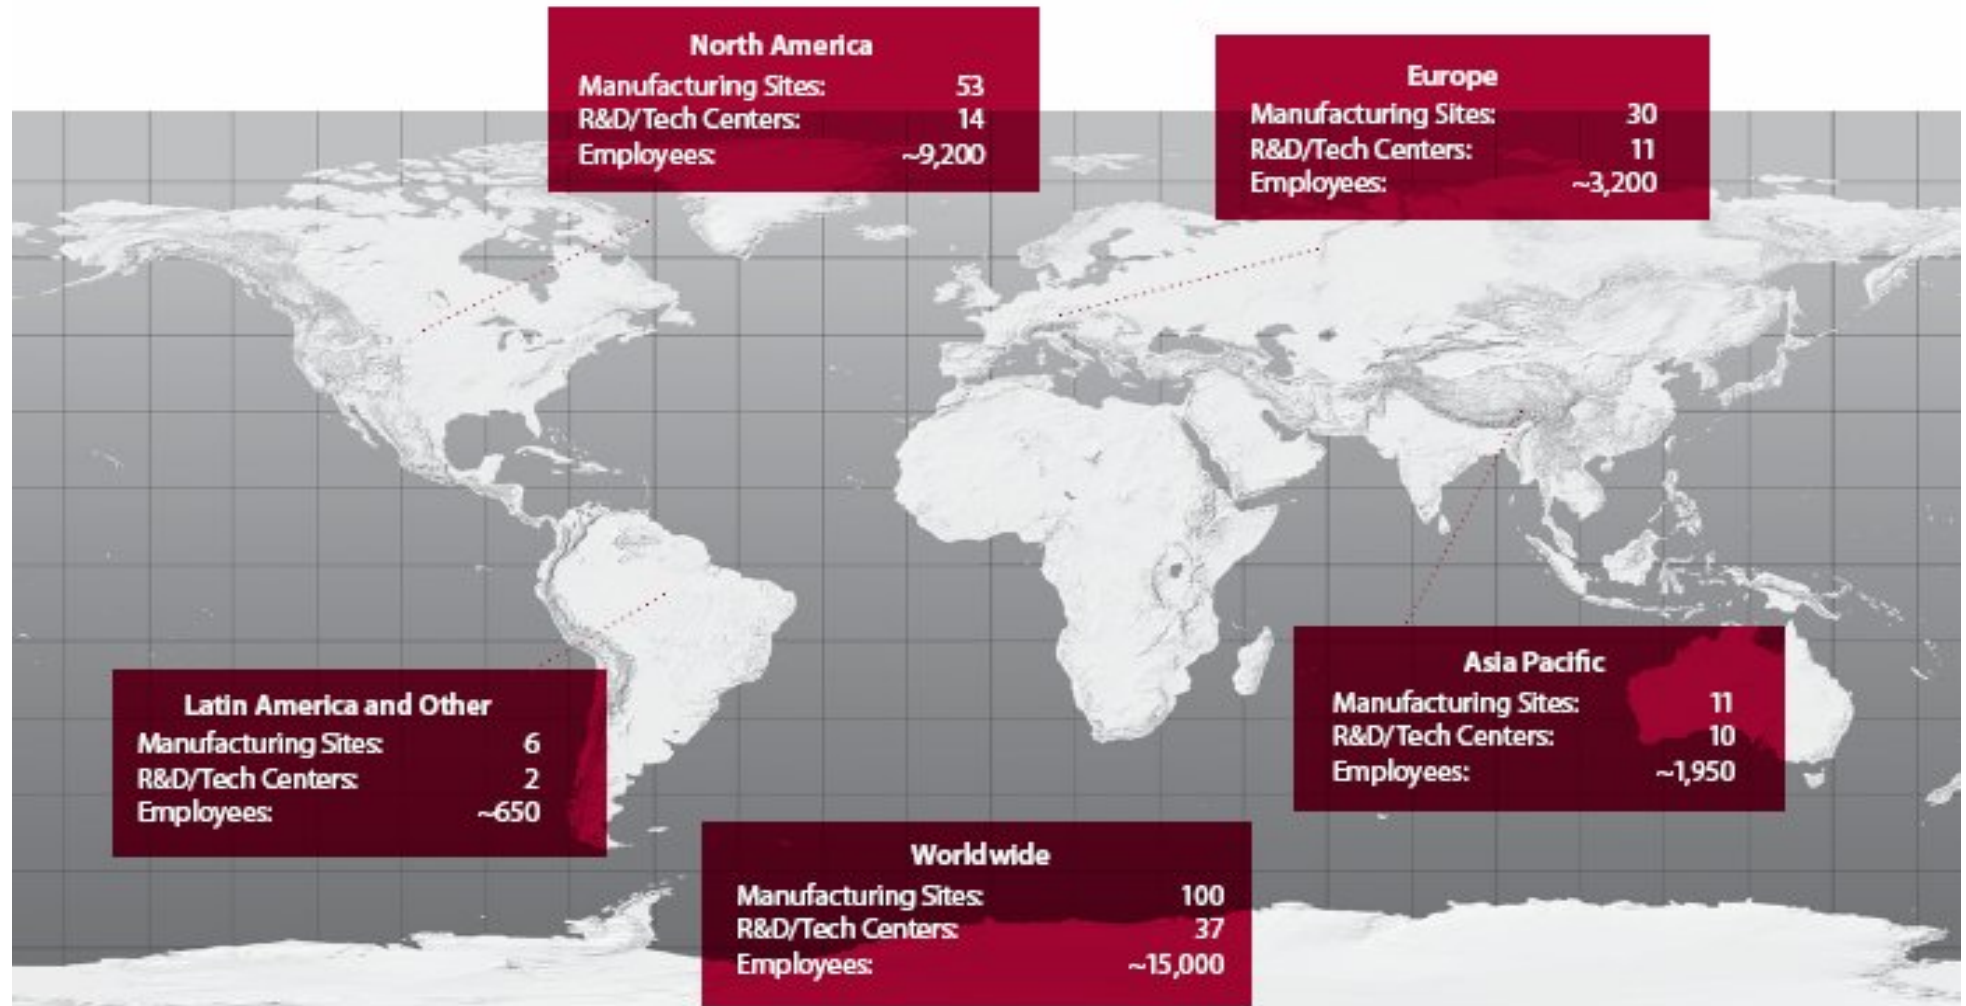 North America
Manufacturing Sites: 53
R&D/Tech Centers: 14
Employees: ~9,200
Europe
Manufacturing Sites: 30
R&D/Tech Centers: 11
Employees: ~3,200
Latin America and Other
Manufacturing Sites: 6
R&D/Tech Centers: 2
Employees: ~650
Asia Pacific
Manufacturing Sites: 11
R&D/Tech Centers: 10
Employees: ~1,950
Worldwide
Manufacturing Sites: 100
R&D/Tech Centers: 37
Employees: ~15,000